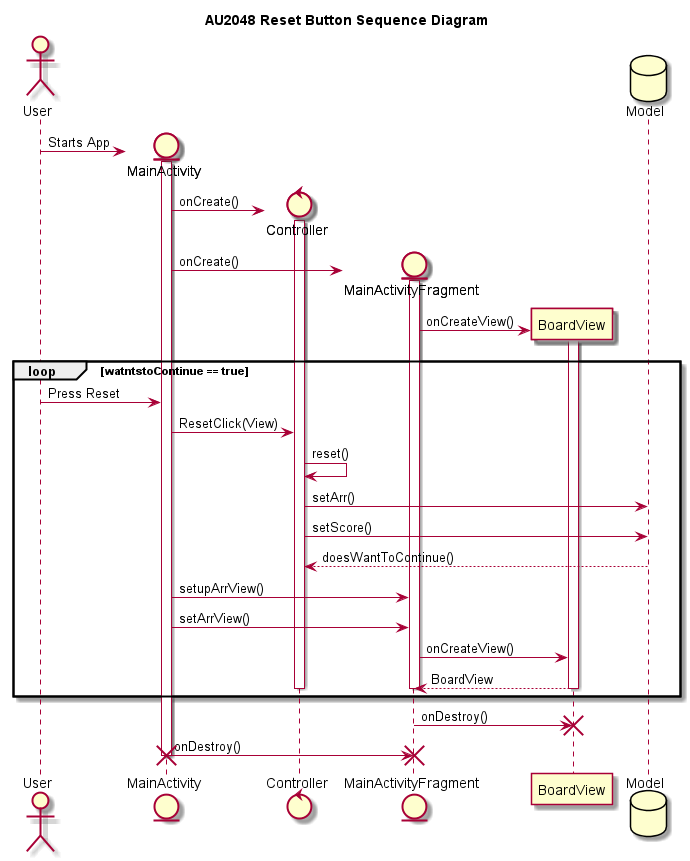 AU2048 Reset Button Sequence Diagram
User
Model
Starts App
MainActivity
onCreate()
Controller
onCreate()
MainActivityFragment
onCreateView()
BoardView
loop [watntstoContinue == true]
Press Reset
ResetClick(View)
reset()
setArr()
setScore()
doesWantToContinue()
setupArrView()
setArrView()
onCreateView()
BoardView
onDestroy()
onDestroy()
User MainActivity Controller MainActivityFragment BoardView Model